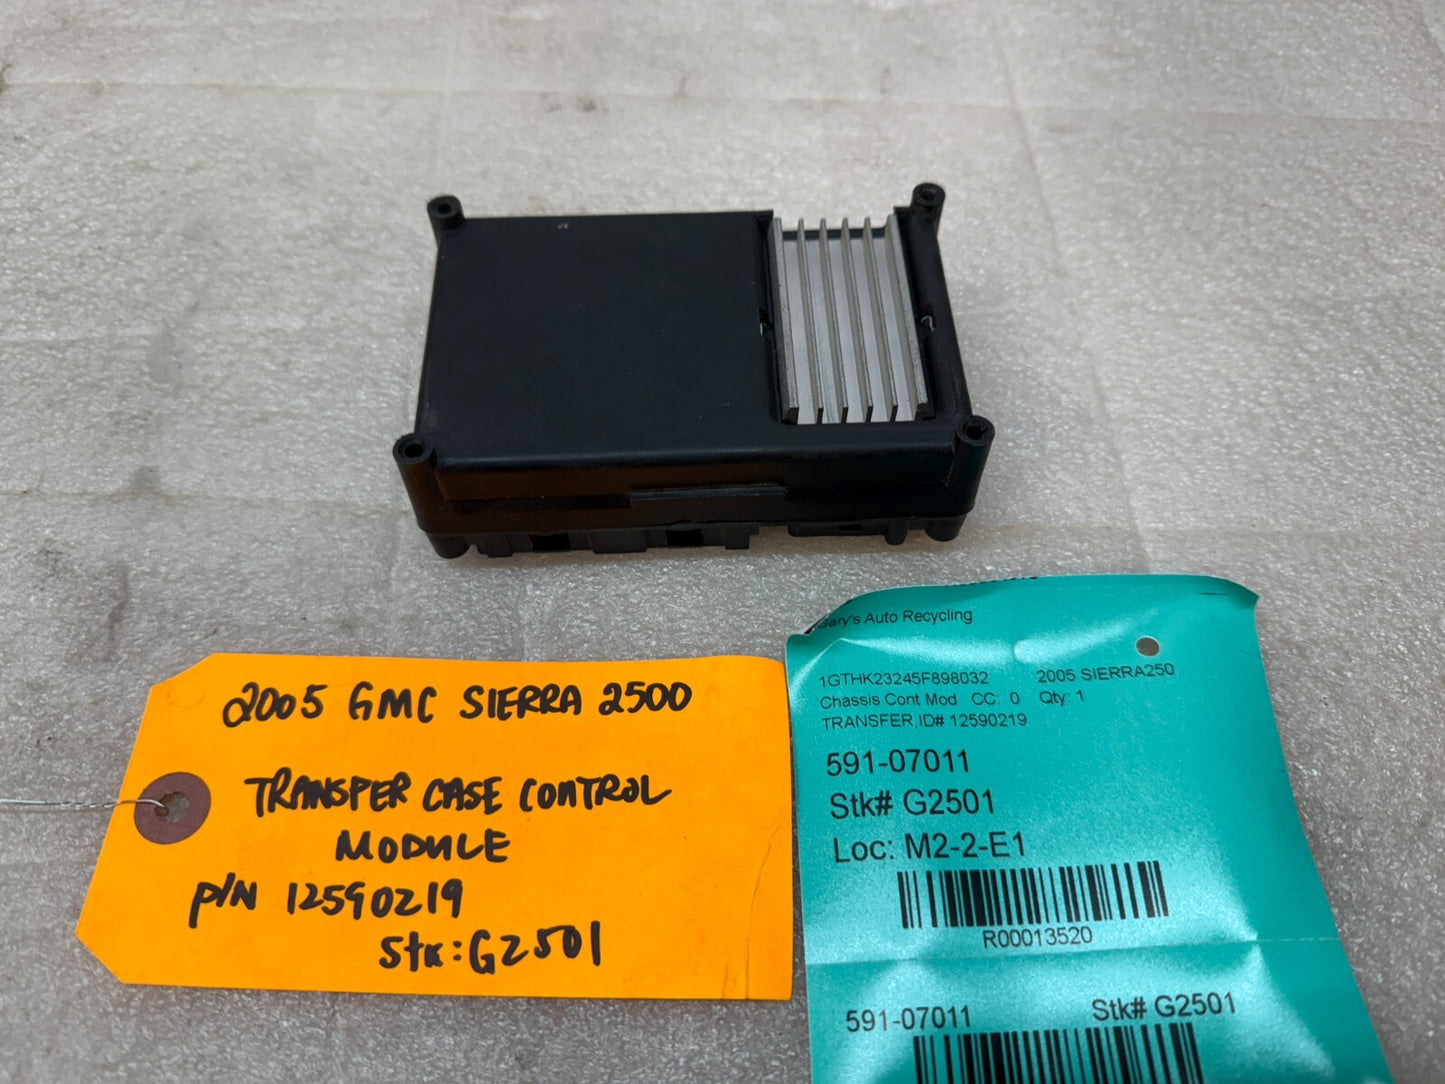 2005 GMC SIERRA 2500
TRANSFER CASE CONTROL
MODULE
P/N 12590219
Stk: G2501
Gary's Auto Recycling
1GTHK23245F898032 2005 SIERRA250
Chassis Cont Mod CC: 0 Qty: 1
TRANSFER,ID# 12590219
591-07011
Stk# G2501
Loc: M2-2-E1
R00013520
591-07011 Stk# G2501